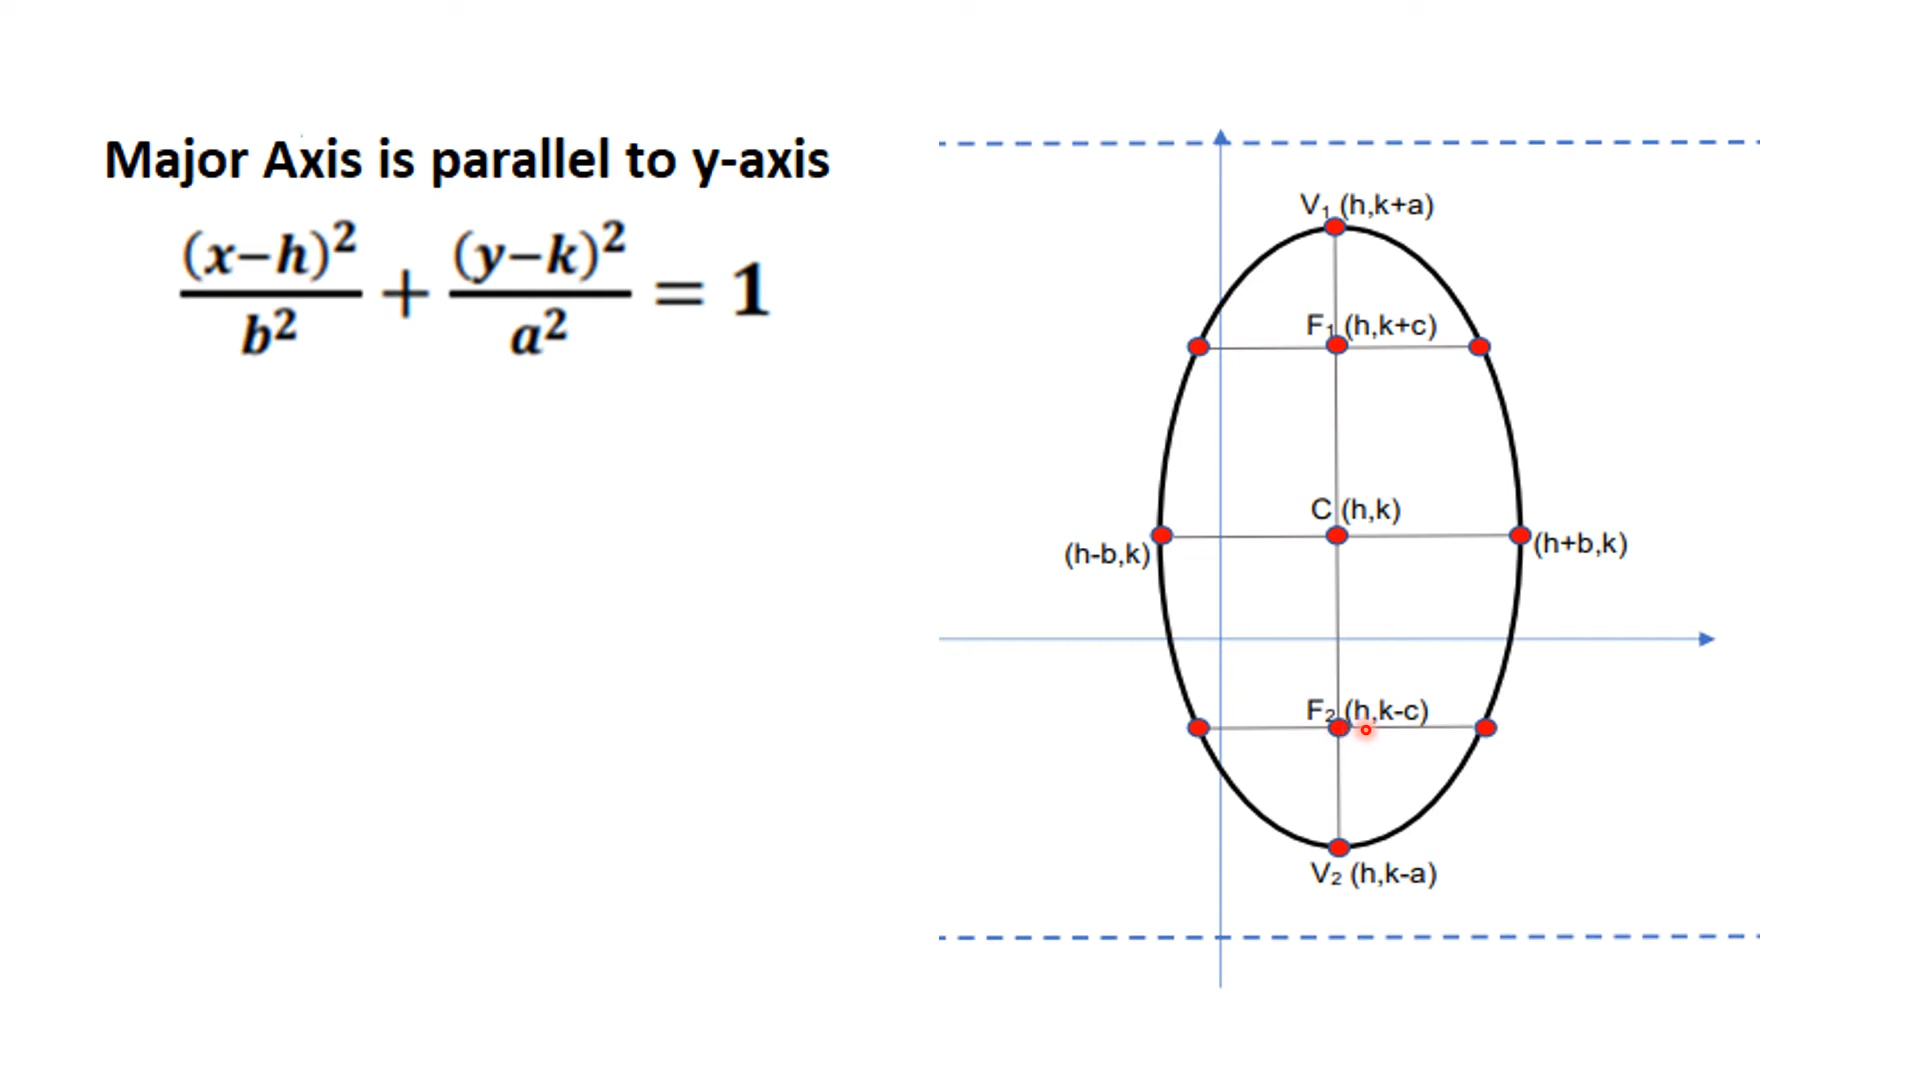 Major Axis is parallel to y-axis
(x−h)²/b² + (y−k)²/a² = 1
V₁ (h,k+a)
F₁ (h,k+c)
C (h,k)
(h-b,k)
(h+b,k)
F₂ (h,k-c)
V₂ (h,k-a)